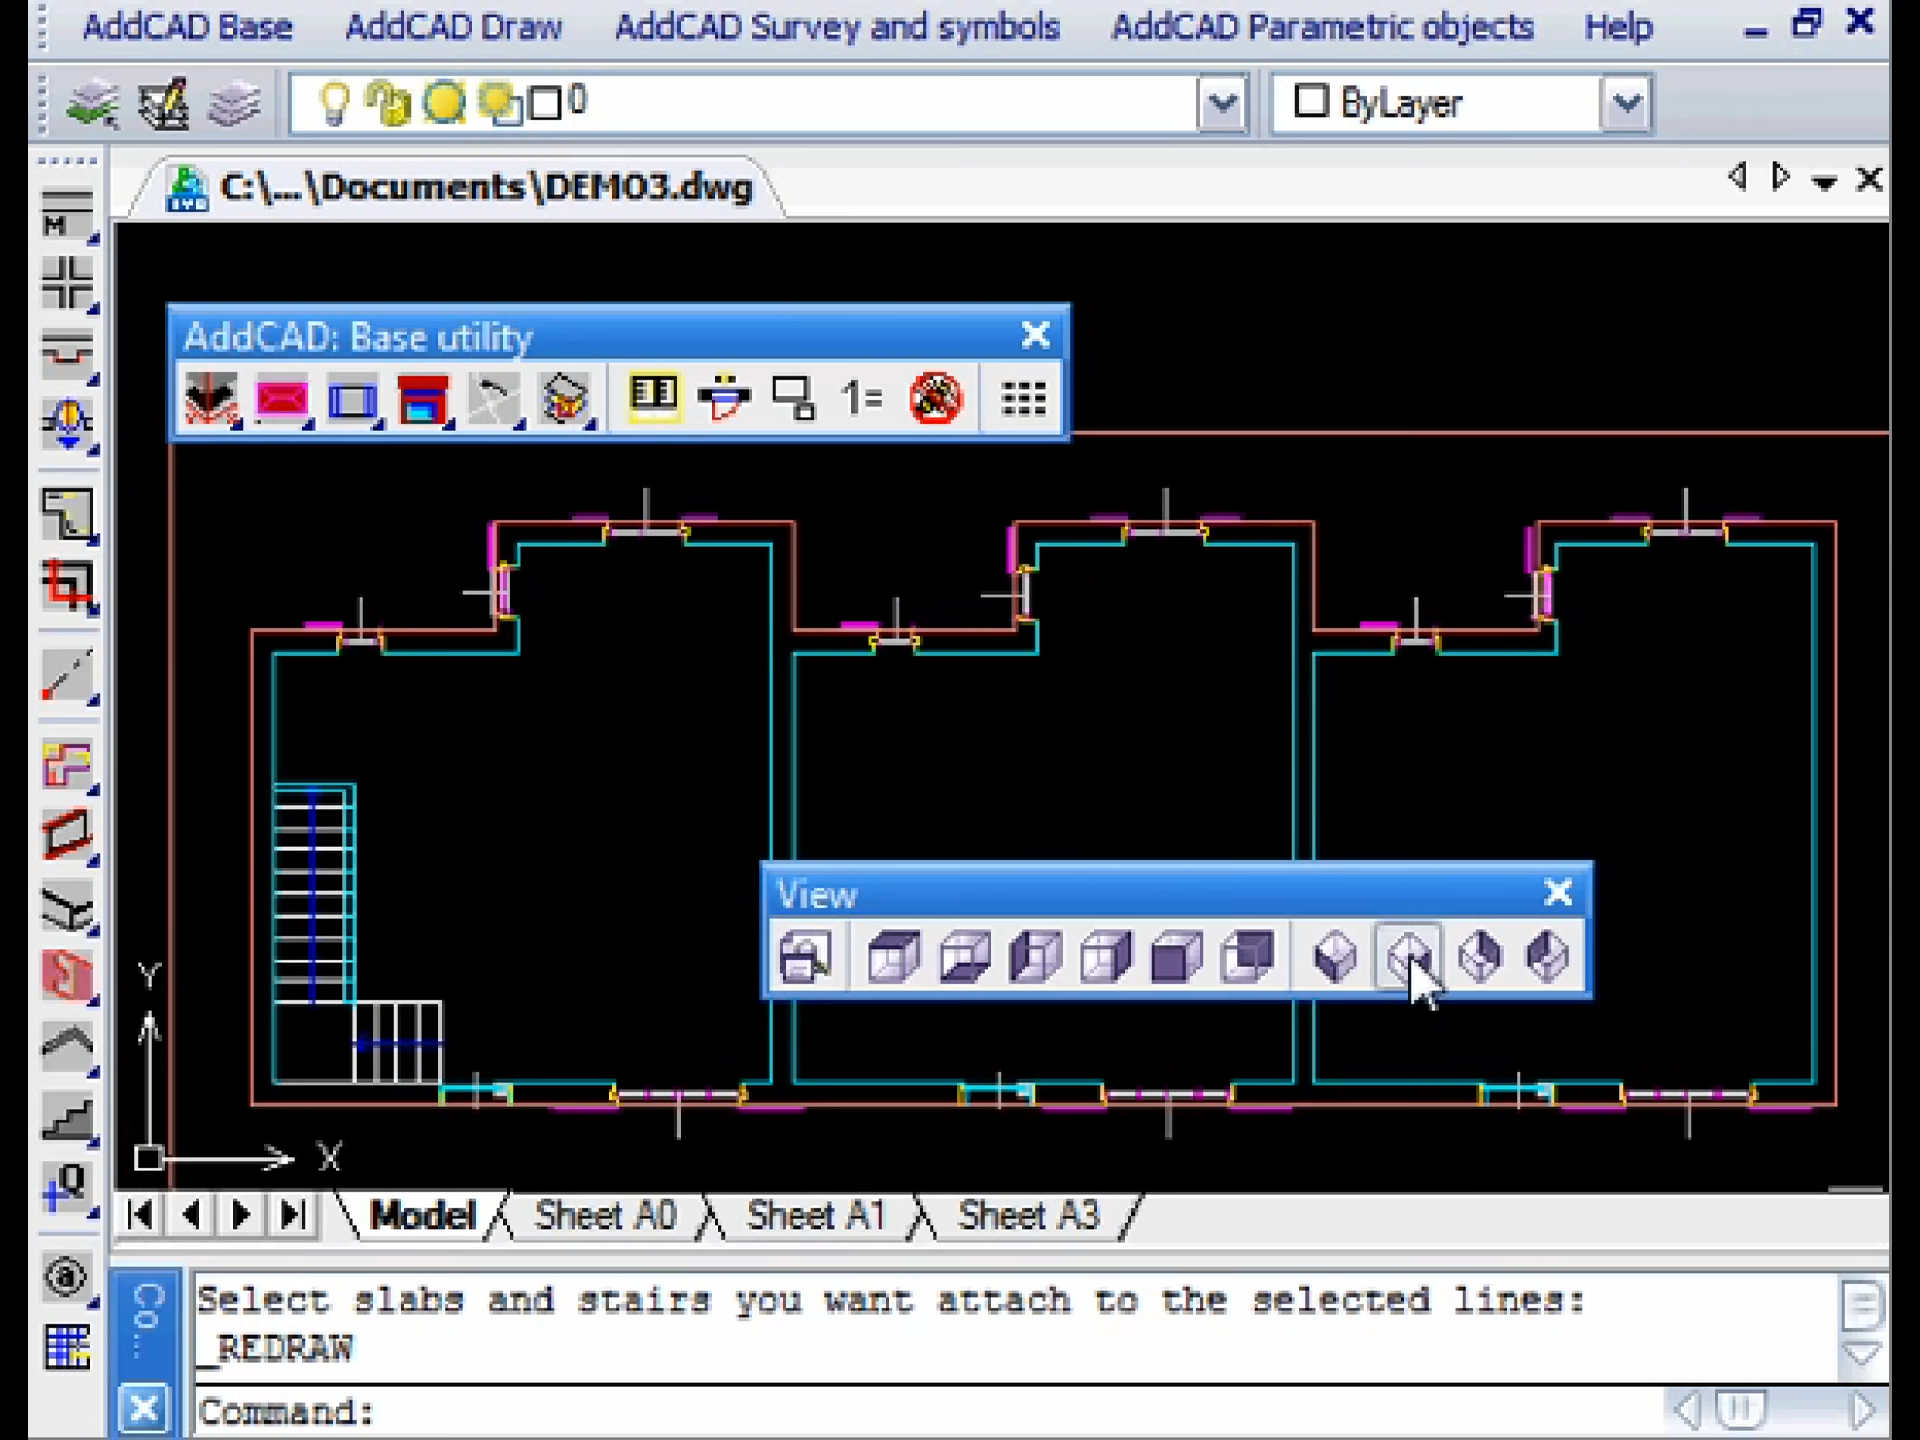 AddCAD Base AddCAD Draw AddCAD Survey and symbols AddCAD Parametric objects Help
0 ByLayer
M
C:\...\Documents\DEMO3.dwg
AddCAD: Base utility
1=
View
Y
X
Q
Model Sheet A0 Sheet A1 Sheet A3
a
Co...
Select slabs and stairs you want attach to the selected lines:
_REDRAW
Command: